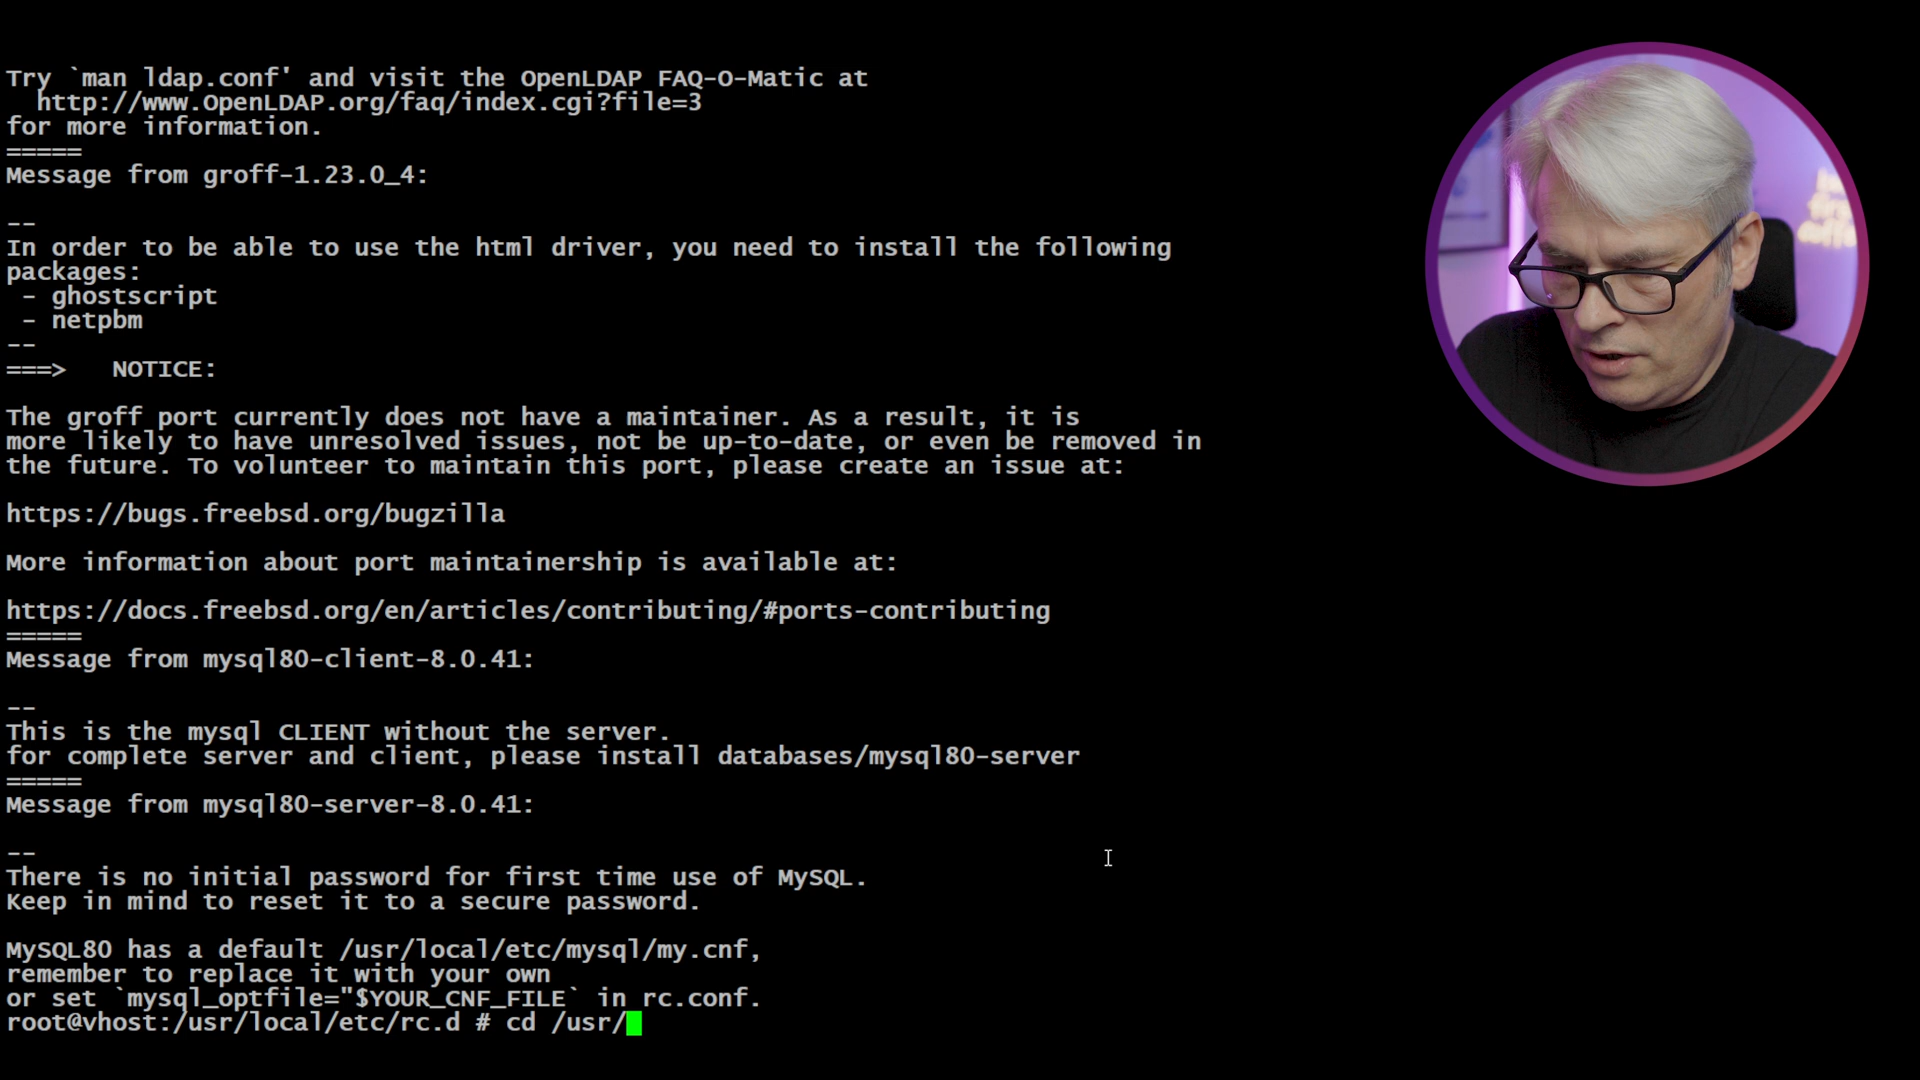 Try `man ldap.conf' and visit the OpenLDAP FAQ-O-Matic at
  http://www.OpenLDAP.org/faq/index.cgi?file=3
for more information.
=====
Message from groff-1.23.0_4:
--
In order to be able to use the html driver, you need to install the following
packages:
 - ghostscript
 - netpbm
--
===>   NOTICE:
The groff port currently does not have a maintainer. As a result, it is
more likely to have unresolved issues, not be up-to-date, or even be removed in
the future. To volunteer to maintain this port, please create an issue at:
https://bugs.freebsd.org/bugzilla
More information about port maintainership is available at:
https://docs.freebsd.org/en/articles/contributing/#ports-contributing
=====
Message from mysql80-client-8.0.41:
--
This is the mysql CLIENT without the server.
for complete server and client, please install databases/mysql80-server
=====
Message from mysql80-server-8.0.41:
--
There is no initial password for first time use of MySQL.
Keep in mind to reset it to a secure password.
MySQL80 has a default /usr/local/etc/mysql/my.cnf,
remember to replace it with your own
or set `mysql_optfile="$YOUR_CNF_FILE` in rc.conf.
root@vhost:/usr/local/etc/rc.d # cd /usr/